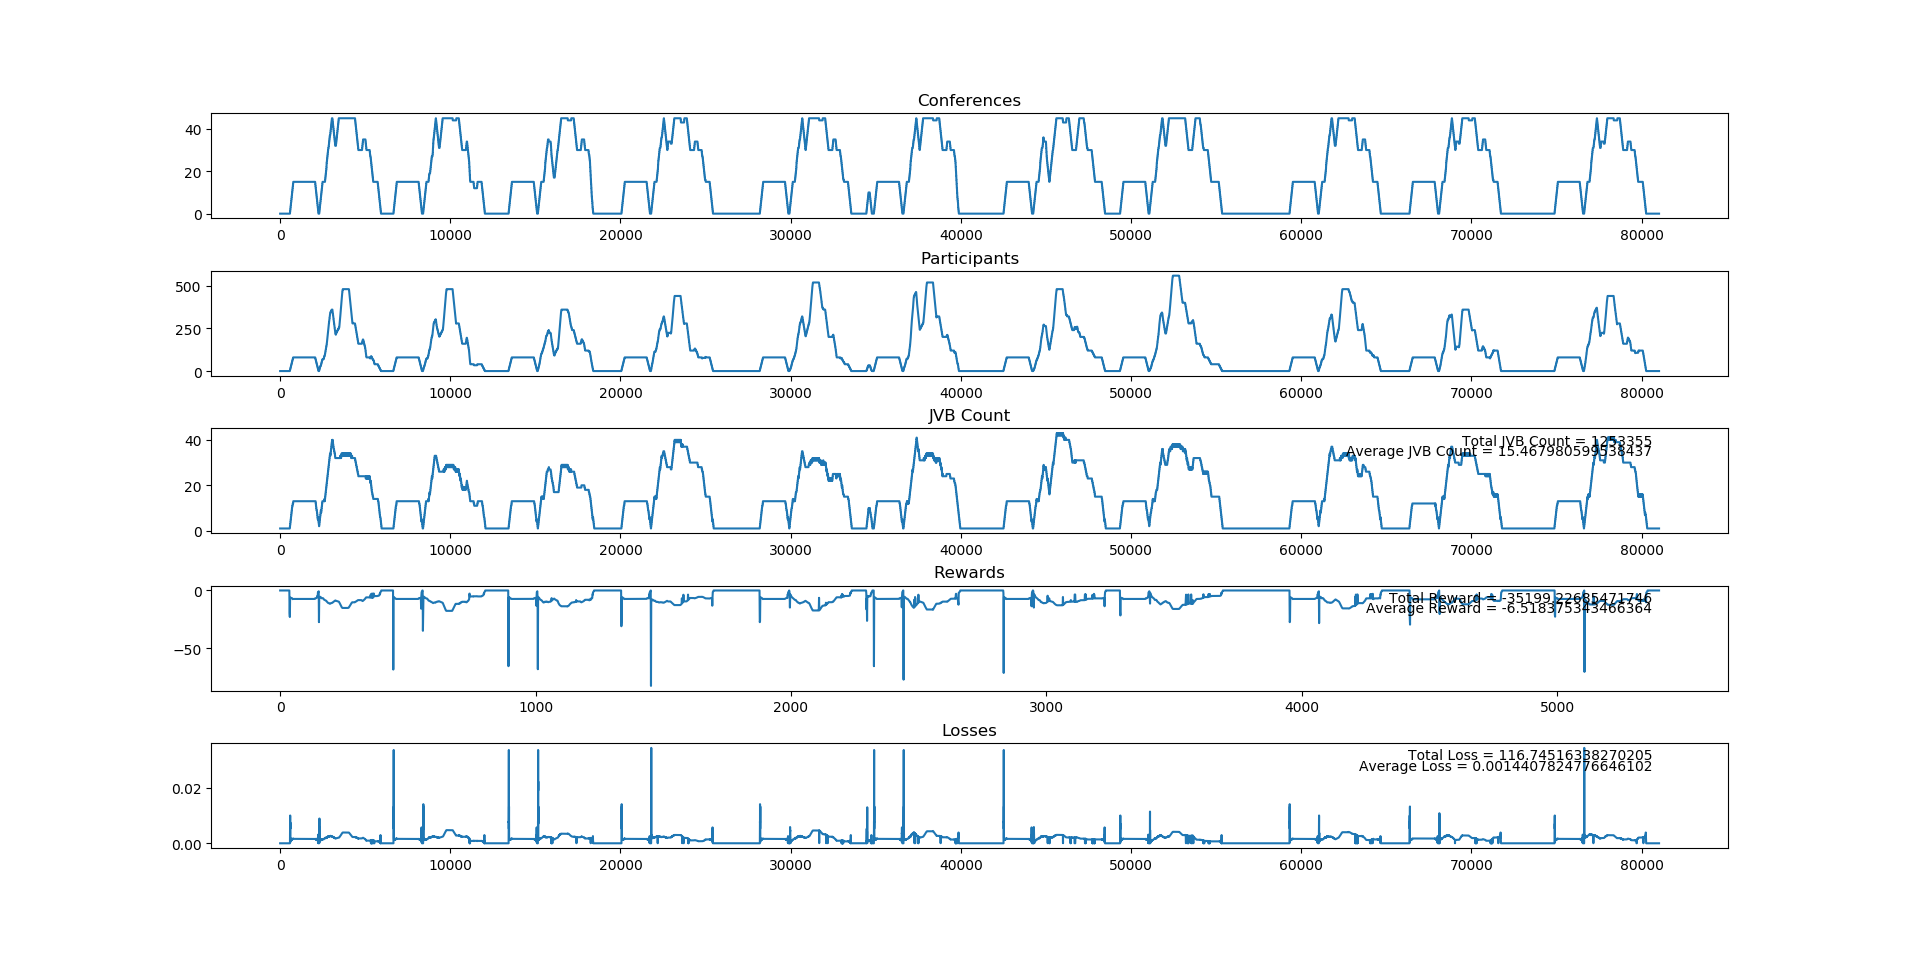 Conferences
40
20
0
0 10000 20000 30000 40000 50000 60000 70000 80000
Participants
500
250
0
0 10000 20000 30000 40000 50000 60000 70000 80000
JVB Count
Total JVB Count = 1253355
Average JVB Count = 15.467980599538437
40
20
0
0 10000 20000 30000 40000 50000 60000 70000 80000
Rewards
Total Reward = -35199.22685471746
Average Reward = -6.518375343466364
0
−50
0 1000 2000 3000 4000 5000
Losses
Total Loss = 116.74516338270205
Average Loss = 0.0014407824776646102
0.02
0.00
0 10000 20000 30000 40000 50000 60000 70000 80000